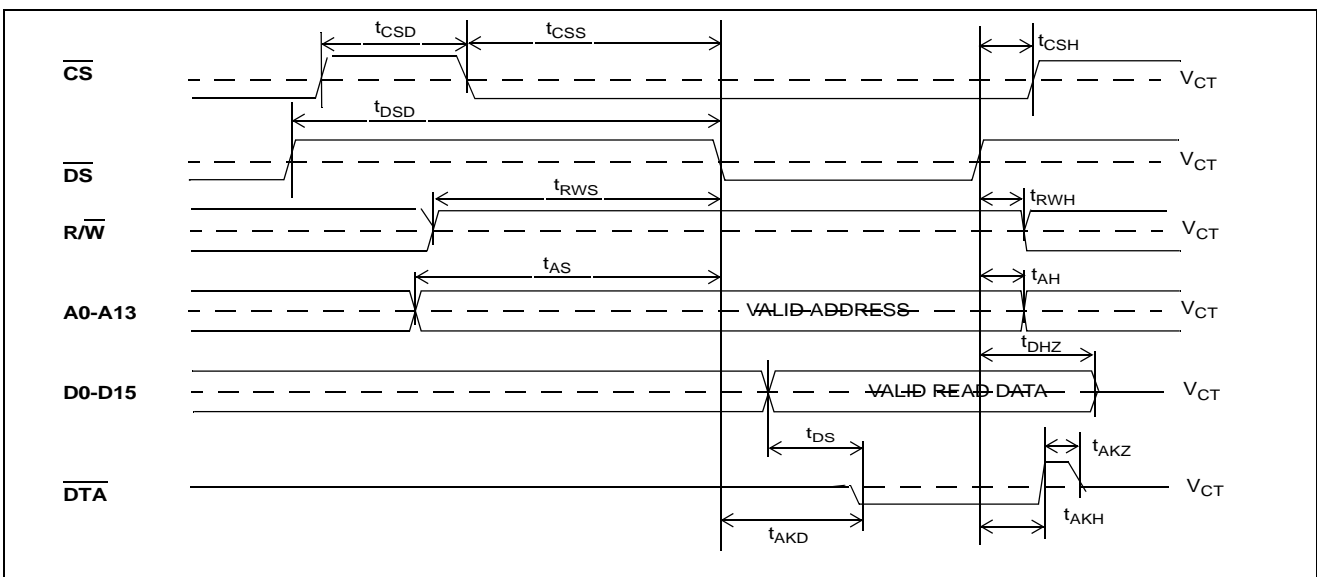 tCSD
tCSS
tCSH
CS
VCT
tDSD
DS
VCT
tRWS
tRWH
R/W
VCT
tAS
tAH
A0-A13
VALID ADDRESS
VCT
tDHZ
D0-D15
VALID READ DATA
VCT
tDS
tAKZ
DTA
VCT
tAKD
tAKH